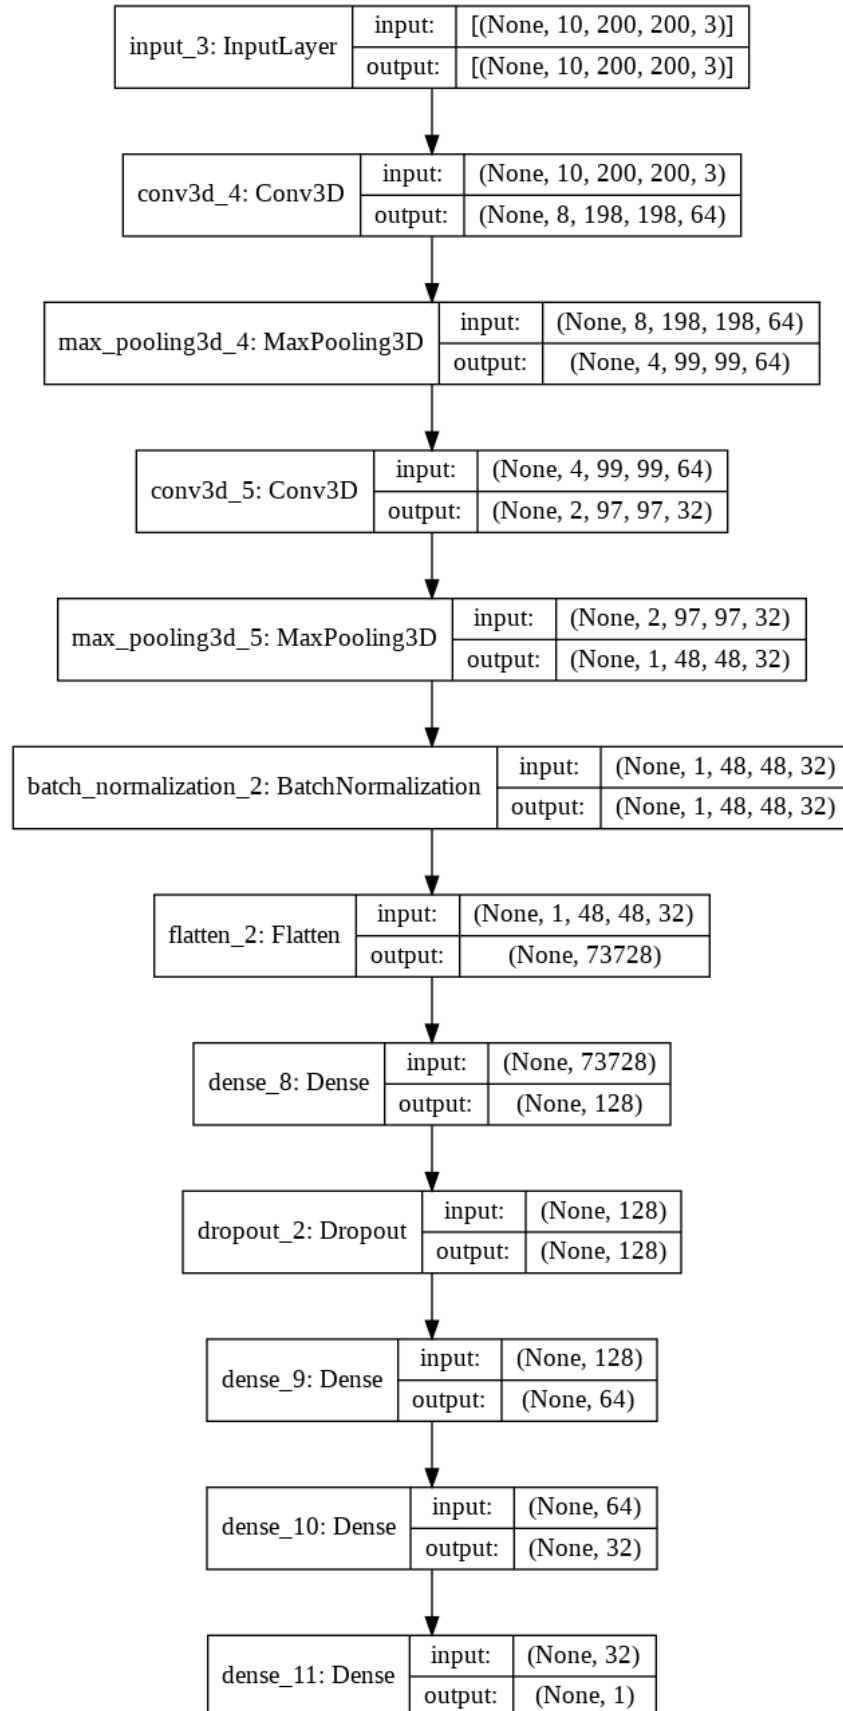 input_3: InputLayer
input: [(None, 10, 200, 200, 3)]
output: [(None, 10, 200, 200, 3)]
conv3d_4: Conv3D
input: (None, 10, 200, 200, 3)
output: (None, 8, 198, 198, 64)
max_pooling3d_4: MaxPooling3D
input: (None, 8, 198, 198, 64)
output: (None, 4, 99, 99, 64)
conv3d_5: Conv3D
input: (None, 4, 99, 99, 64)
output: (None, 2, 97, 97, 32)
max_pooling3d_5: MaxPooling3D
input: (None, 2, 97, 97, 32)
output: (None, 1, 48, 48, 32)
batch_normalization_2: BatchNormalization
input: (None, 1, 48, 48, 32)
output: (None, 1, 48, 48, 32)
flatten_2: Flatten
input: (None, 1, 48, 48, 32)
output: (None, 73728)
dense_8: Dense
input: (None, 73728)
output: (None, 128)
dropout_2: Dropout
input: (None, 128)
output: (None, 128)
dense_9: Dense
input: (None, 128)
output: (None, 64)
dense_10: Dense
input: (None, 64)
output: (None, 32)
dense_11: Dense
input: (None, 32)
output: (None, 1)